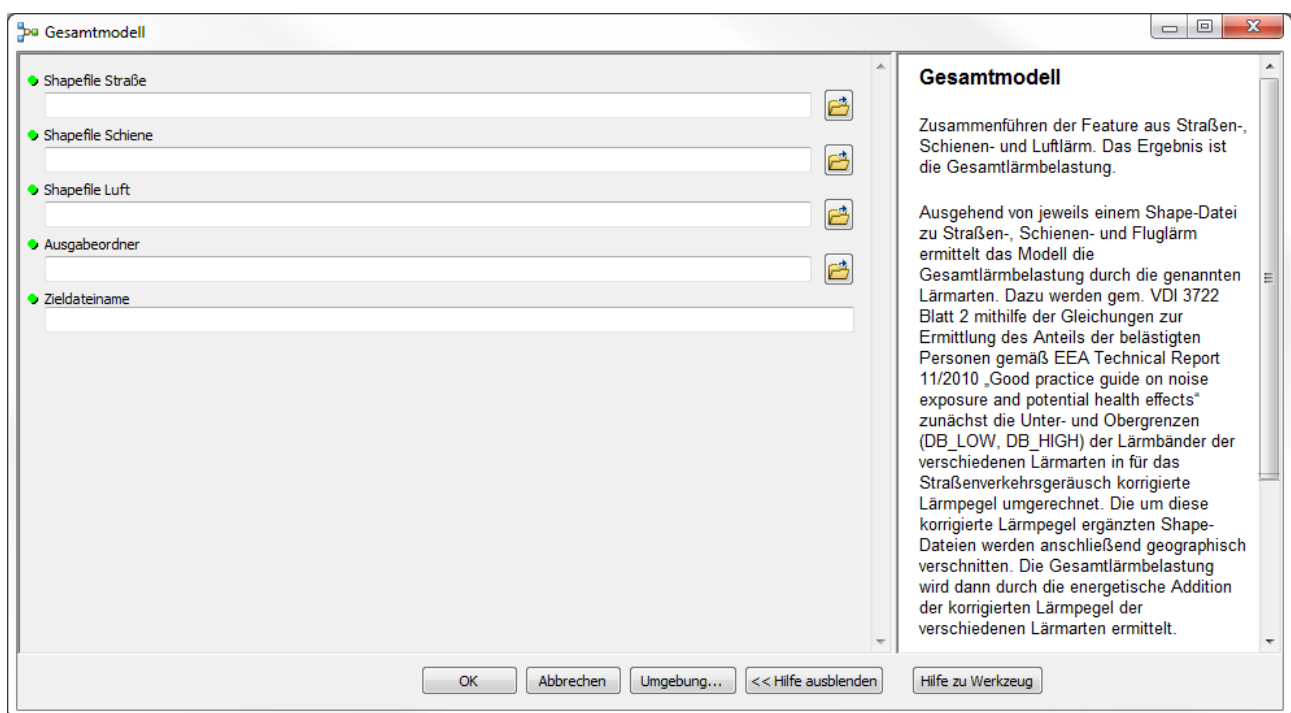 Gesamtmodell
Shapefile Straße
Shapefile Schiene
Shapefile Luft
Ausgabeordner
Zieldateiname
Gesamtmodell
Zusammenführen der Feature aus Straßen-,
Schienen- und Luftlärm. Das Ergebnis ist
die Gesamtlärmbelastung.
Ausgehend von jeweils einem Shape-Datei
zu Straßen-, Schienen- und Fluglärm
ermittelt das Modell die
Gesamtlärmbelastung durch die genannten
Lärmarten. Dazu werden gem. VDI 3722
Blatt 2 mithilfe der Gleichungen zur
Ermittlung des Anteils der belästigten
Personen gemäß EEA Technical Report
11/2010 „Good practice guide on noise
exposure and potential health effects“
zunächst die Unter- und Obergrenzen
(DB_LOW, DB_HIGH) der Lärmbänder der
verschiedenen Lärmarten in für das
Straßenverkehrsgeräusch korrigierte
Lärmpegel umgerechnet. Die um diese
korrigierte Lärmpegel ergänzten Shape-
Dateien werden anschließend geographisch
verschnitten. Die Gesamtlärmbelastung
wird dann durch die energetische Addition
der korrigierten Lärmpegel der
verschiedenen Lärmarten ermittelt.
OK Abbrechen Umgebung... << Hilfe ausblenden Hilfe zu Werkzeug